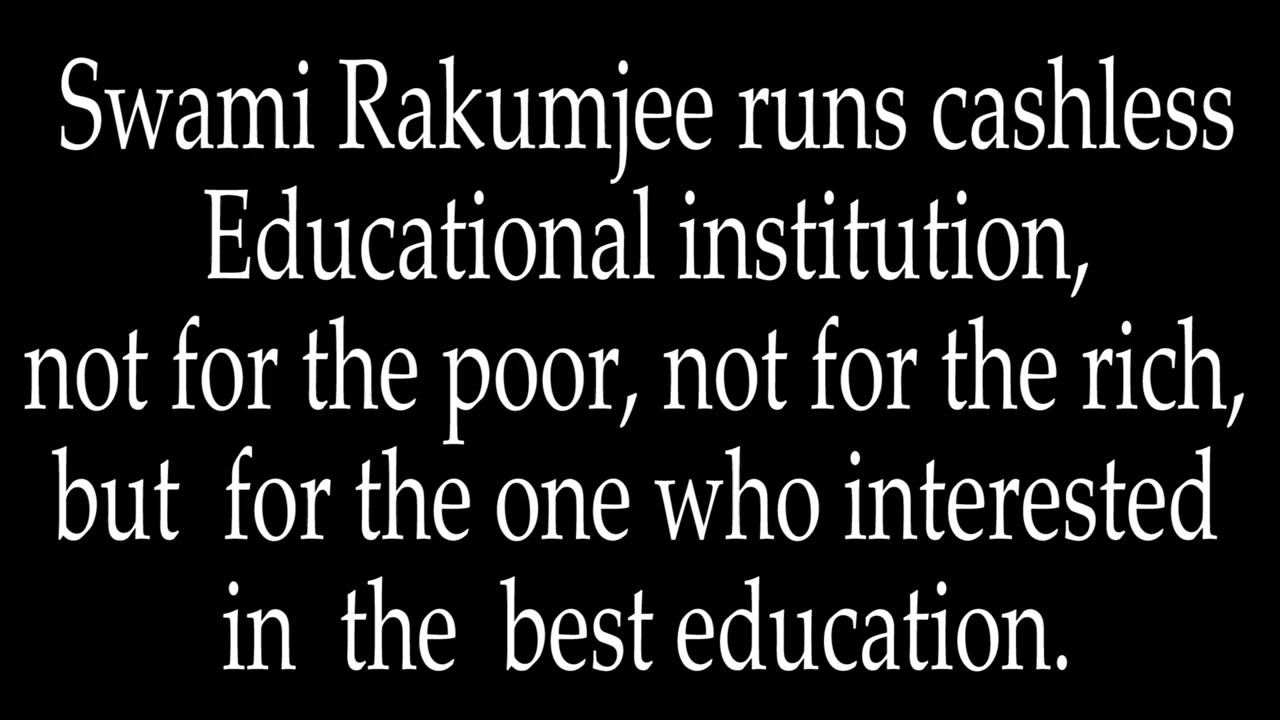 Swami Rakumjee runs cashless
Educational institution,
not for the poor, not for the rich,
but for the one who interested
in the best education.